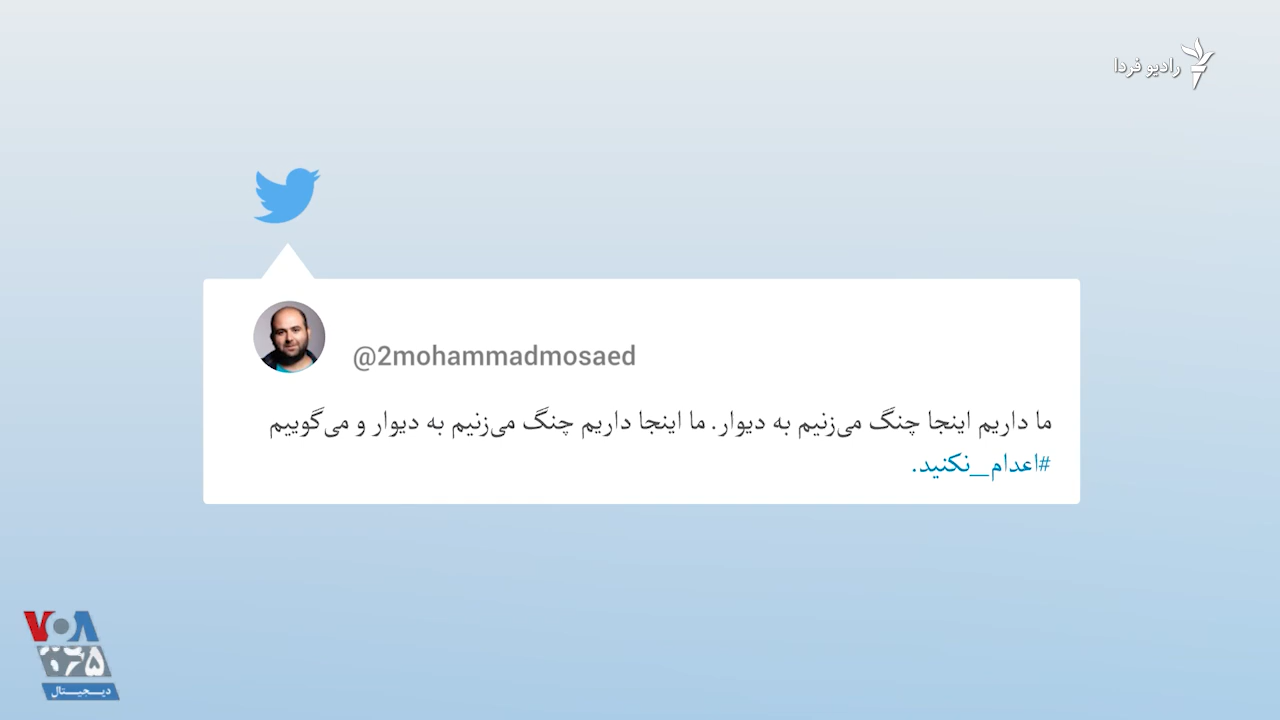 رادیو فردا
@2mohammadmosaed
ما داریم اینجا چنگ می‌زنیم به دیوار. ما اینجا داریم چنگ می‌زنیم به دیوار و می‌گوییم
#اعدام_نکنید.
VOA
۳۶۵
دیـجیـتال